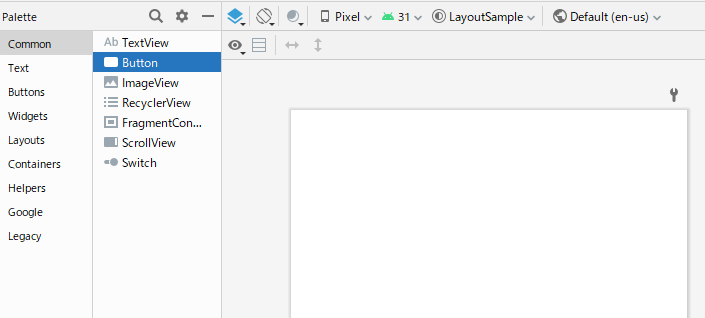 Palette
Pixel
31
LayoutSample
Default (en-us)
Common
Text
Buttons
Widgets
Layouts
Containers
Helpers
Google
Legacy
Ab TextView
Button
ImageView
RecyclerView
FragmentCon...
ScrollView
Switch